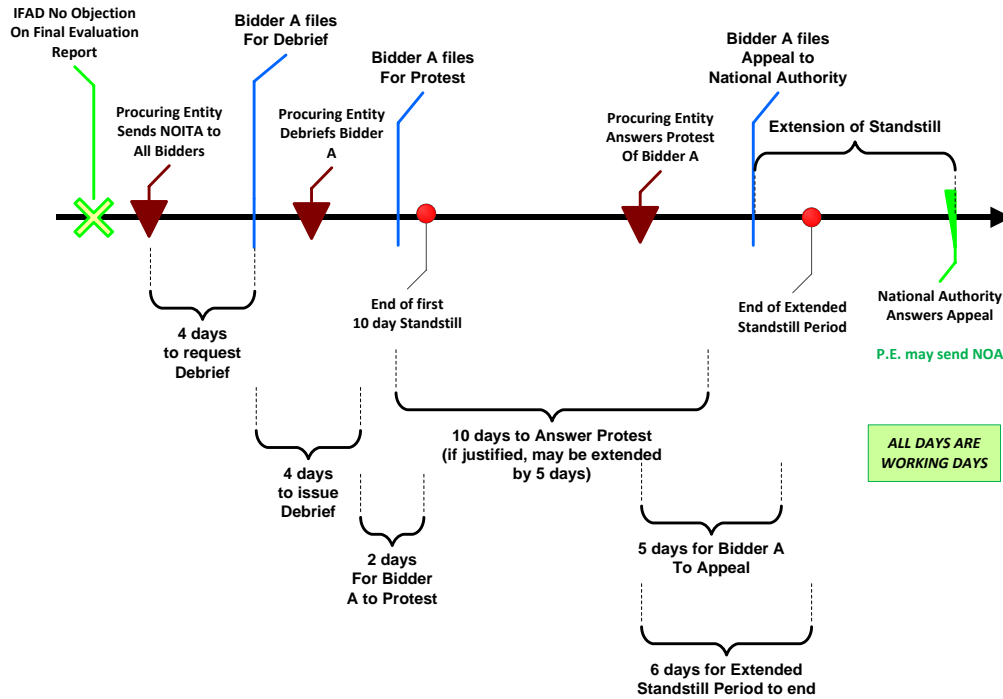 IFAD No Objection
On Final Evaluation
Report
Procuring Entity
Sends NOITA to
All Bidders
Bidder A files
For Debrief
Procuring Entity
Debriefs Bidder
A
Bidder A files
For Protest
Procuring Entity
Answers Protest
Of Bidder A
Bidder A files
Appeal to
National Authority
Extension of Standstill
End of first
10 day Standstill
End of Extended
Standstill Period
National Authority
Answers Appeal
P.E. may send NOA
4 days
to request
Debrief
4 days
to issue
Debrief
2 days
For Bidder
A to Protest
10 days to Answer Protest
(if justified, may be extended
by 5 days)
5 days for Bidder A
To Appeal
6 days for Extended
Standstill Period to end
ALL DAYS ARE
WORKING DAYS